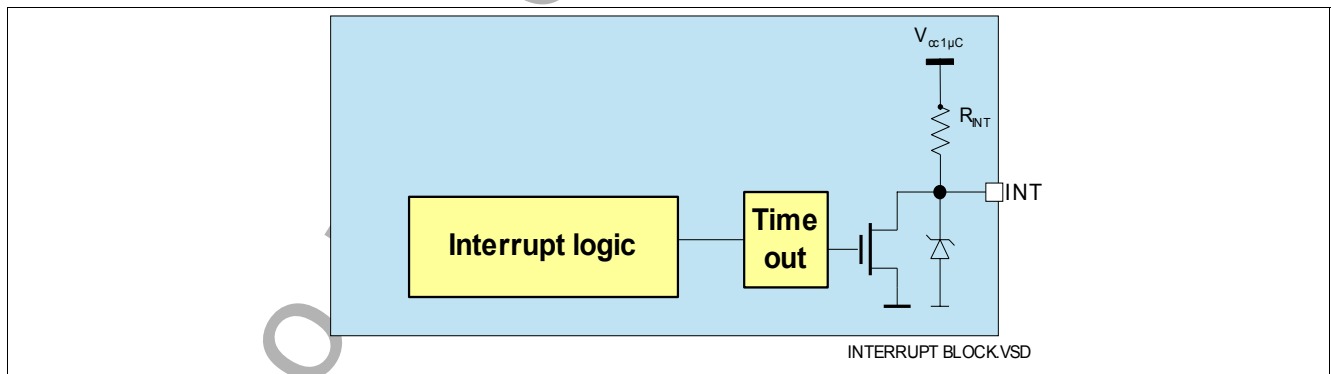 Vcc1µC
RINT
INT
Interrupt logic
Time
out
INTERRUPT BLOCK.VSD